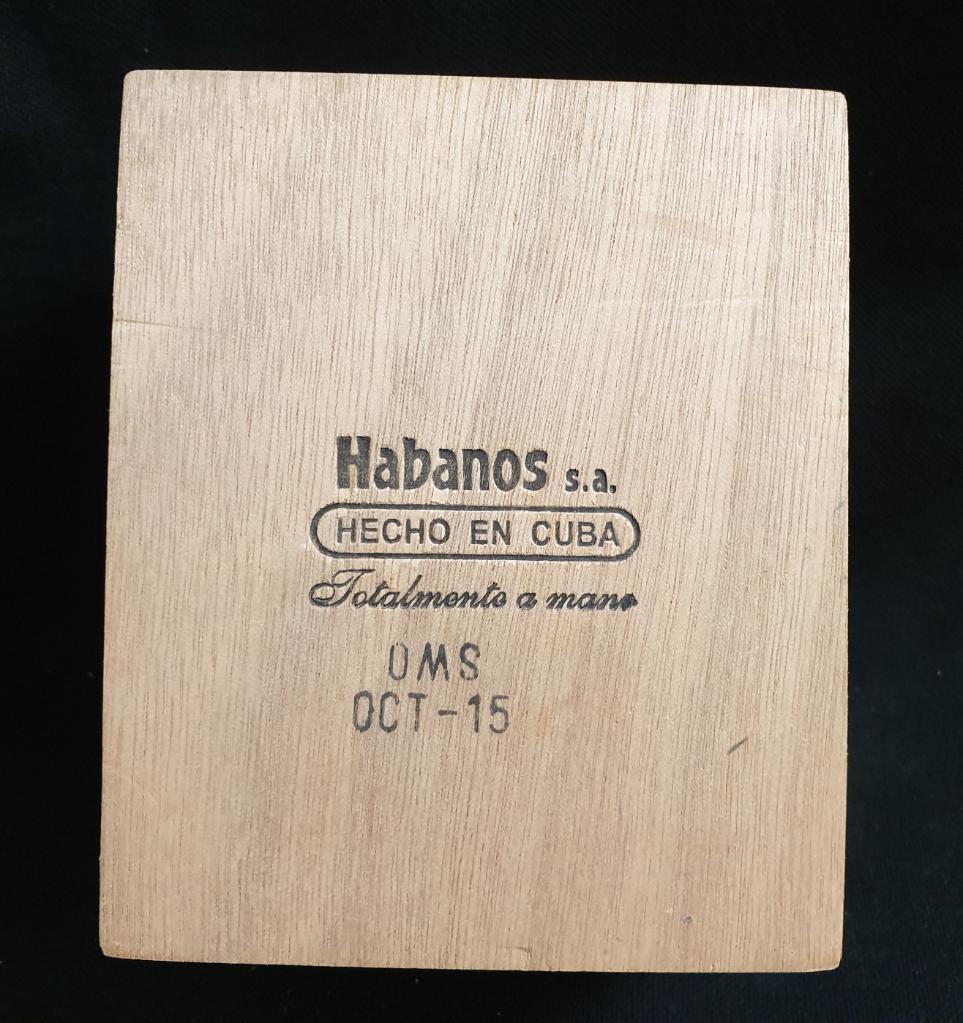 Habanos s.a.
HECHO EN CUBA
Totalmente a mano
OMS
OCT-15